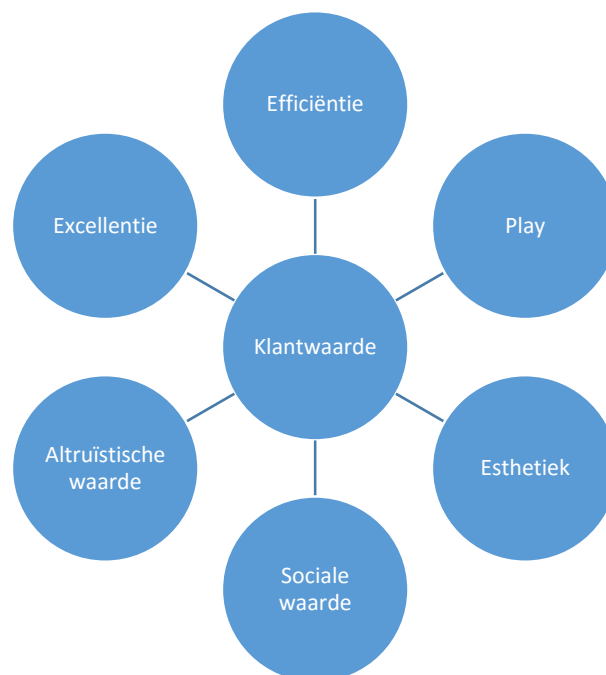 Efficiëntie
Excellentie
Play
Klantwaarde
Altruïstische
waarde
Esthetiek
Sociale
waarde